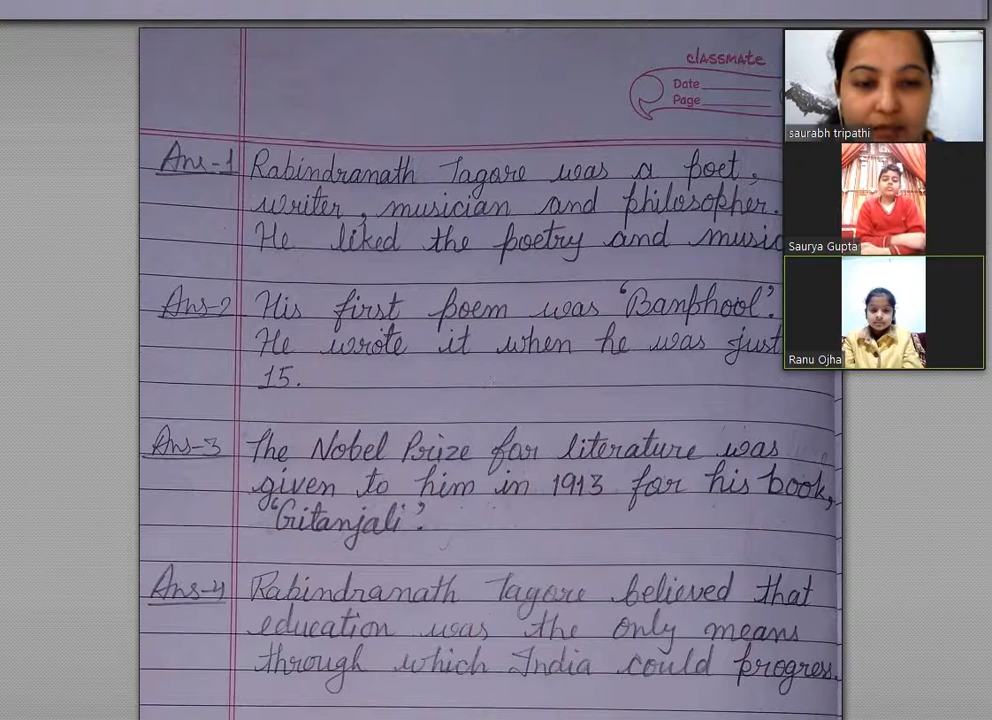 classmate
Date
Page
Ans-1 Rabindranath Tagore was a poet,
writer, musician and philosopher.
He liked the poetry and music
Ans-2 His first poem was 'Banphool'.
He wrote it when he was just
15.
Ans-3 The Nobel Prize for literature was
given to him in 1913 for his book,
'Gitanjali'.
Ans-4 Rabindranath Tagore believed that
education was the only means
through which India could progress.
saurabh tripathi
Saurya Gupta
Ranu Ojha